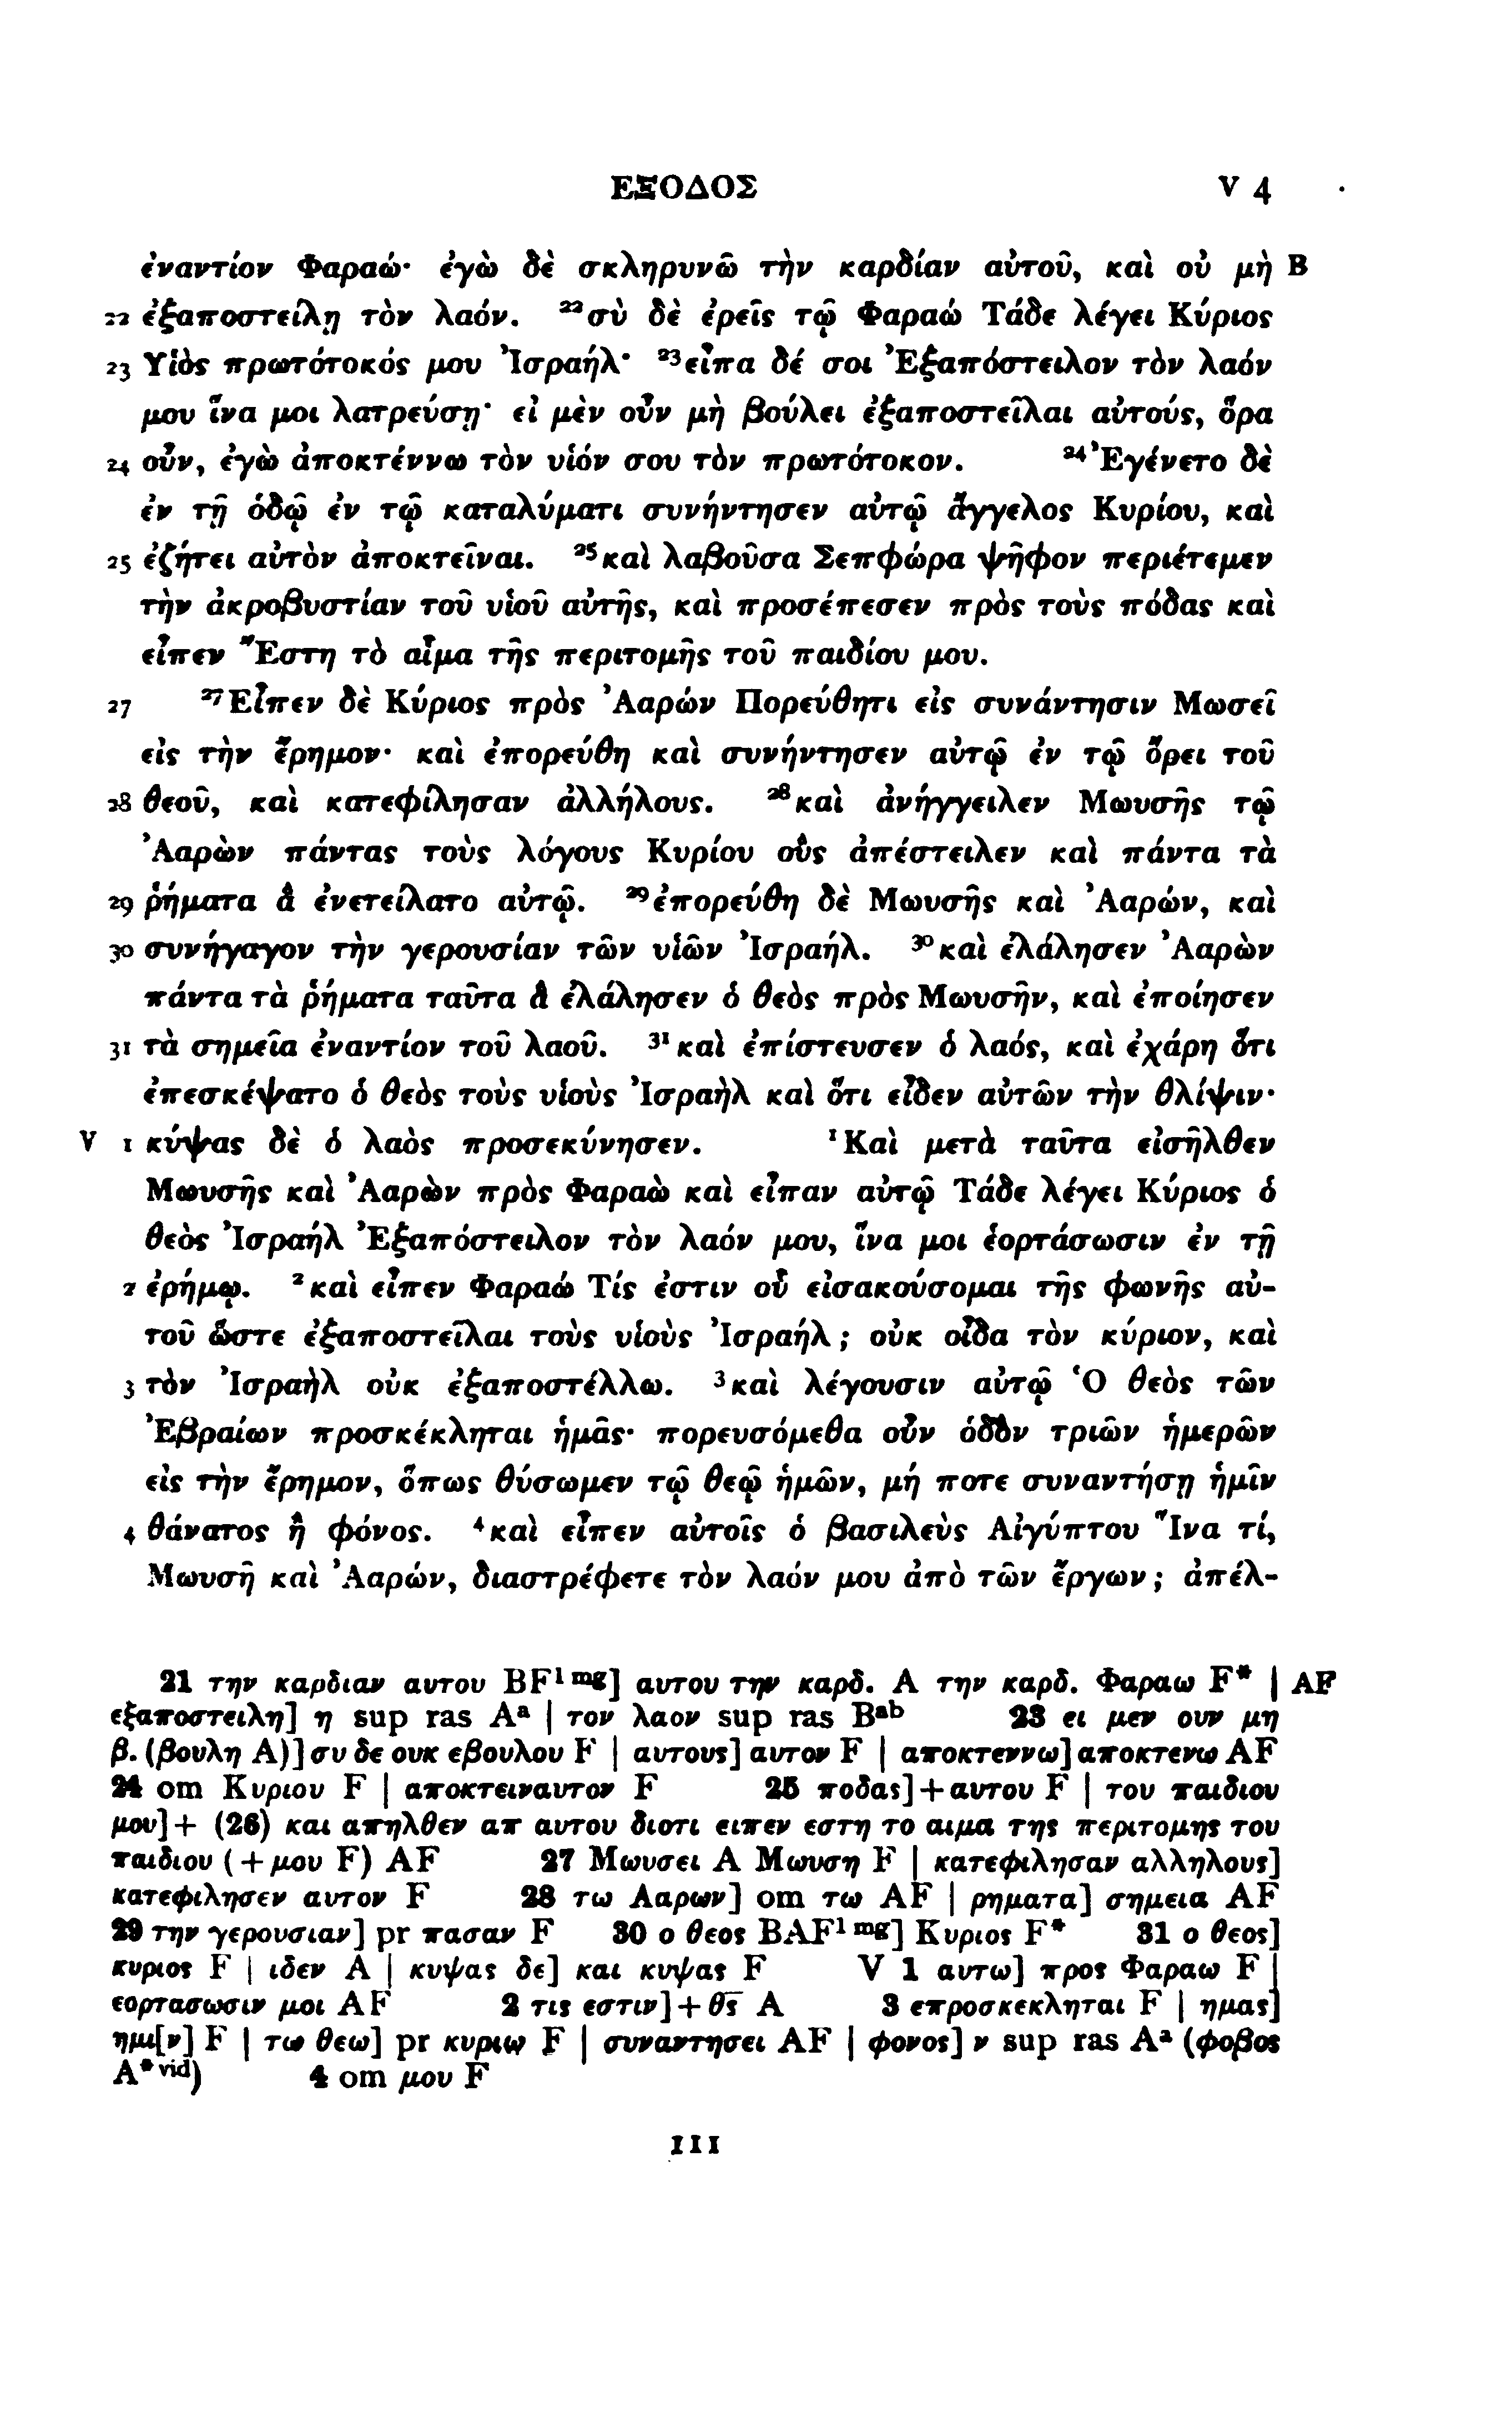 ΕΞΟΔΟΣ V 4
ἐναντίον Φαραώ· ἐγὼ δὲ σκληρυνῶ τὴν καρδίαν αὐτοῦ, καὶ οὐ μὴ B
22 ἐξαποστείλῃ τὸν λαόν. ²²σὺ δὲ ἐρεῖς τῷ Φαραώ Τάδε λέγει Κύριος
23 Υἱὸς πρωτότοκός μου Ἰσραήλ· ²³εἶπα δέ σοι Ἐξαπόστειλον τὸν λαόν
μου ἵνα μοι λατρεύσῃ· εἰ μὲν οὖν μὴ βούλει ἐξαποστεῖλαι αὐτούς, ὅρα
24 οὖν, ἐγὼ ἀποκτέννω τὸν υἱόν σου τὸν πρωτότοκον. ²⁴Ἐγένετο δὲ
ἐν τῇ ὁδῷ ἐν τῷ καταλύματι συνήντησεν αὐτῷ ἄγγελος Κυρίου, καὶ
25 ἐζήτει αὐτὸν ἀποκτεῖναι. ²⁵καὶ λαβοῦσα Σεπφώρα ψῆφον περιέτεμεν
τὴν ἀκροβυστίαν τοῦ υἱοῦ αὐτῆς, καὶ προσέπεσεν πρὸς τοὺς πόδας καὶ
εἶπεν Ἔστη τὸ αἷμα τῆς περιτομῆς τοῦ παιδίου μου.
27 ²⁷Εἶπεν δὲ Κύριος πρὸς Ἀαρών Πορεύθητι εἰς συνάντησιν Μωσεῖ
εἰς τὴν ἔρημον· καὶ ἐπορεύθη καὶ συνήντησεν αὐτῷ ἐν τῷ ὄρει τοῦ
28 θεοῦ, καὶ κατεφίλησαν ἀλλήλους. ²⁸καὶ ἀνήγγειλεν Μωυσῆς τῷ
Ἀαρὼν πάντας τοὺς λόγους Κυρίου οὓς ἀπέστειλεν καὶ πάντα τὰ
29 ῥήματα ἃ ἐνετείλατο αὐτῷ. ²⁹ἐπορεύθη δὲ Μωυσῆς καὶ Ἀαρών, καὶ
30 συνήγαγον τὴν γερουσίαν τῶν υἱῶν Ἰσραήλ. ³⁰καὶ ἐλάλησεν Ἀαρὼν
πάντα τὰ ῥήματα ταῦτα ἃ ἐλάλησεν ὁ θεὸς πρὸς Μωυσῆν, καὶ ἐποίησεν
31 τὰ σημεῖα ἐναντίον τοῦ λαοῦ. ³¹καὶ ἐπίστευσεν ὁ λαός, καὶ ἐχάρη ὅτι
ἐπεσκέψατο ὁ θεὸς τοὺς υἱοὺς Ἰσραὴλ καὶ ὅτι εἶδεν αὐτῶν τὴν θλίψιν·
V 1 κύψας δὲ ὁ λαὸς προσεκύνησεν. ¹Καὶ μετὰ ταῦτα εἰσῆλθεν
Μωυσῆς καὶ Ἀαρὼν πρὸς Φαραὼ καὶ εἶπαν αὐτῷ Τάδε λέγει Κύριος ὁ
θεὸς Ἰσραήλ Ἐξαπόστειλον τὸν λαόν μου, ἵνα μοι ἑορτάσωσιν ἐν τῇ
2 ἐρήμῳ. ²καὶ εἶπεν Φαραώ Τίς ἐστιν οὗ εἰσακούσομαι τῆς φωνῆς αὐ-
τοῦ ὥστε ἐξαποστεῖλαι τοὺς υἱοὺς Ἰσραήλ; οὐκ οἶδα τὸν κύριον, καὶ
3 τὸν Ἰσραὴλ οὐκ ἐξαποστέλλω. ³καὶ λέγουσιν αὐτῷ Ὁ θεὸς τῶν
Ἐβραίων προσκέκληται ἡμᾶς· πορευσόμεθα οὖν ὁδὸν τριῶν ἡμερῶν
εἰς τὴν ἔρημον, ὅπως θύσωμεν τῷ θεῷ ἡμῶν, μή ποτε συναντήσῃ ἡμῖν
4 θάνατος ἢ φόνος. ⁴καὶ εἶπεν αὐτοῖς ὁ βασιλεὺς Αἰγύπτου Ἵνα τί,
Μωυσῆ καὶ Ἀαρών, διαστρέφετε τὸν λαόν μου ἀπὸ τῶν ἔργων; ἀπέλ-
21 την καρδιαν αυτου BF¹ ᵐᵍ] αυτου την καρδ. A την καρδ. Φαραω F* | AF
εξαποστειλη] η sup ras Aᵃ | τον λαον sup ras Bᵃᵇ 23 ει μεν ουν μη
β. (βουλη A)] συ δε ουκ εβουλου F | αυτους] αυτον F | αποκτεννω] αποκτενω AF
24 om Κυριου F | αποκτειναυτον F 25 ποδας]+αυτου F | του παιδιου
μου]+ (26) και απηλθεν απ αυτου διοτι ειπεν εστη το αιμα της περιτομης του
παιδιου (+μου F) AF 27 Μωυσει A Μωυση F | κατεφιλησαν αλληλους]
κατεφιλησεν αυτον F 28 τω Ααρων] om τω AF | ρηματα] σημεια AF
29 την γερουσιαν] pr πασαν F 30 ο θεος BAF¹ ᵐᵍ] Κυριος F* 31 ο θεος]
κυριος F | ιδεν A | κυψας δε] και κυψας F V 1 αυτω] προς Φαραω F |
εορτασωσιν μοι AF 2 τις εστιν]+θ̅ς̅ A 3 επροσκεκληται F | ημας]
ημι[ν] F | τω θεω] pr κυριω F | συναντησει AF | φονος] ν sup ras Aᵃ (φοβος
A*ᵛⁱᵈ) 4 om μου F
111